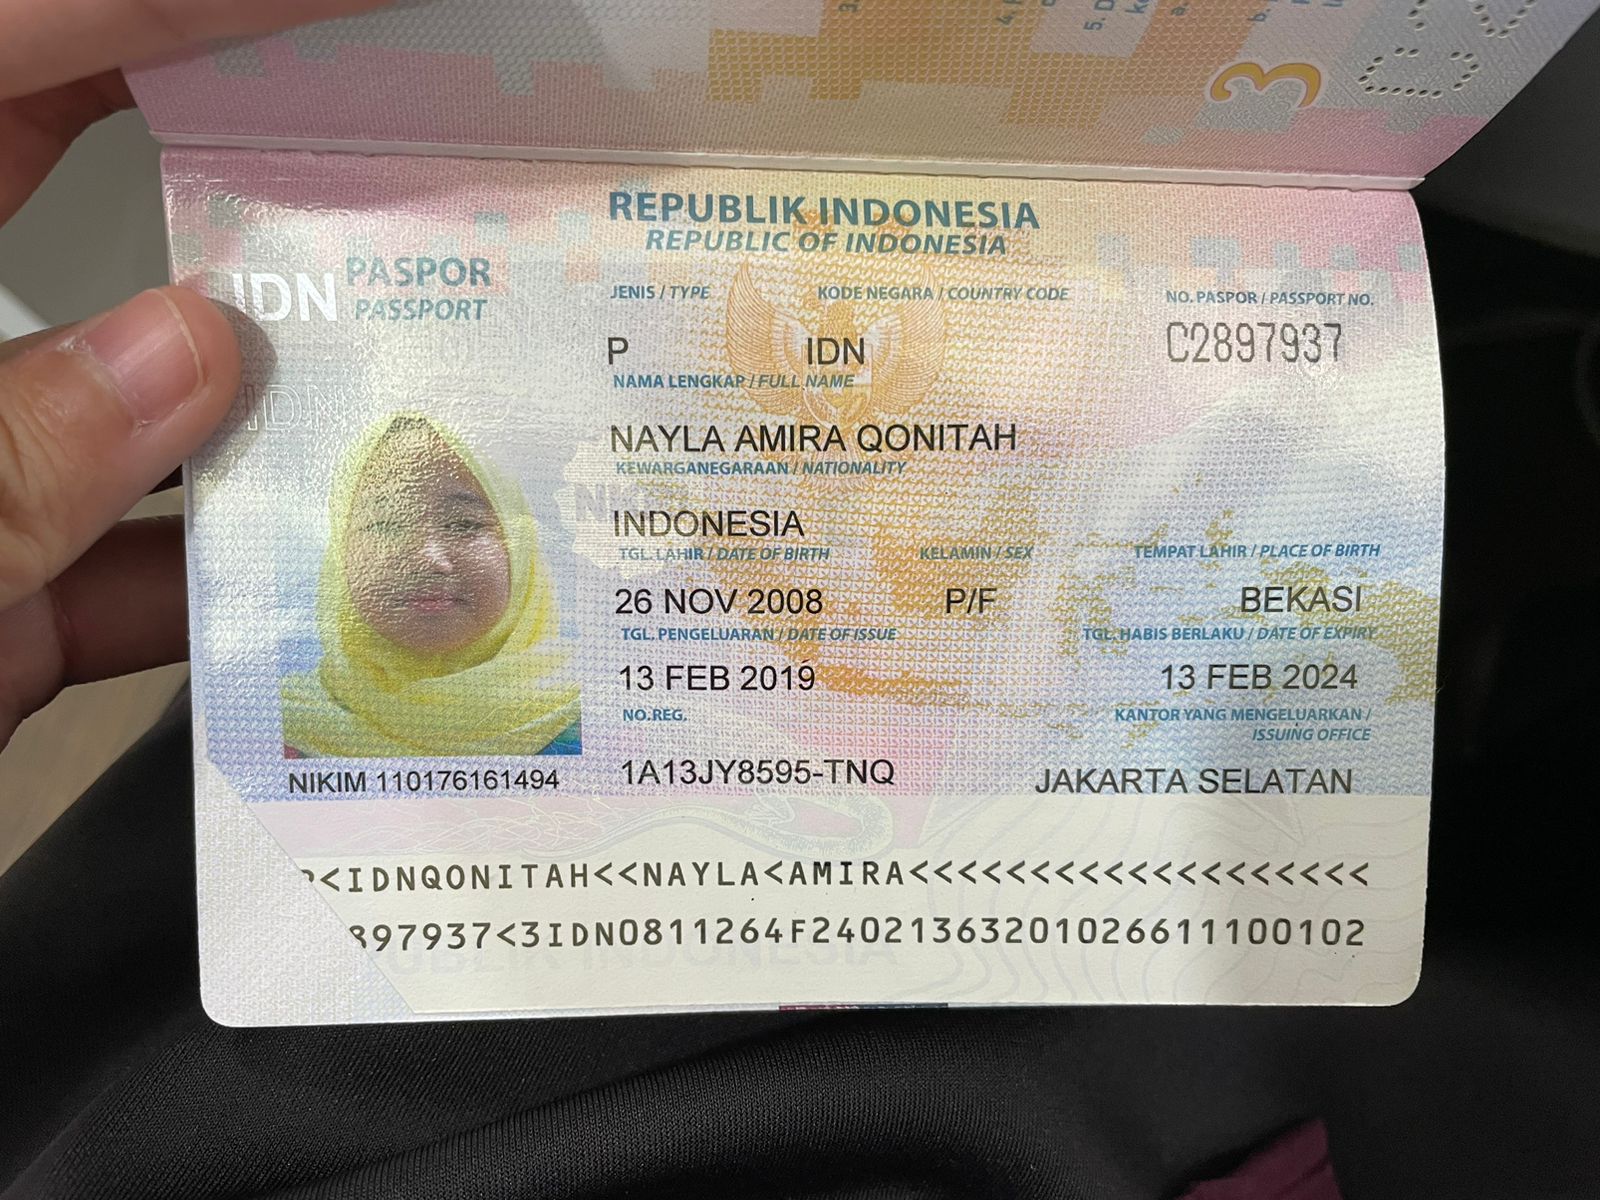 3
REPUBLIK INDONESIA
REPUBLIC OF INDONESIA
IDN PASPOR
PASSPORT
JENIS / TYPE KODE NEGARA / COUNTRY CODE NO. PASPOR / PASSPORT NO.
P IDN C2897937
IDN
NAMA LENGKAP / FULL NAME
NAYLA AMIRA QONITAH
KEWARGANEGARAAN / NATIONALITY
INDONESIA
TGL. LAHIR / DATE OF BIRTH KELAMIN / SEX TEMPAT LAHIR / PLACE OF BIRTH
26 NOV 2008 P/F BEKASI
TGL. PENGELUARAN / DATE OF ISSUE TGL. HABIS BERLAKU / DATE OF EXPIRY
13 FEB 2019 13 FEB 2024
NO.REG. KANTOR YANG MENGELUARKAN /
ISSUING OFFICE
NIKIM 110176161494 1A13JY8595-TNQ JAKARTA SELATAN
<IDNQONITAH<<NAYLA<AMIRA<<<<<<<<<<<<<<<<<<<
897937<3IDN0811264F2402136320102661110​0102